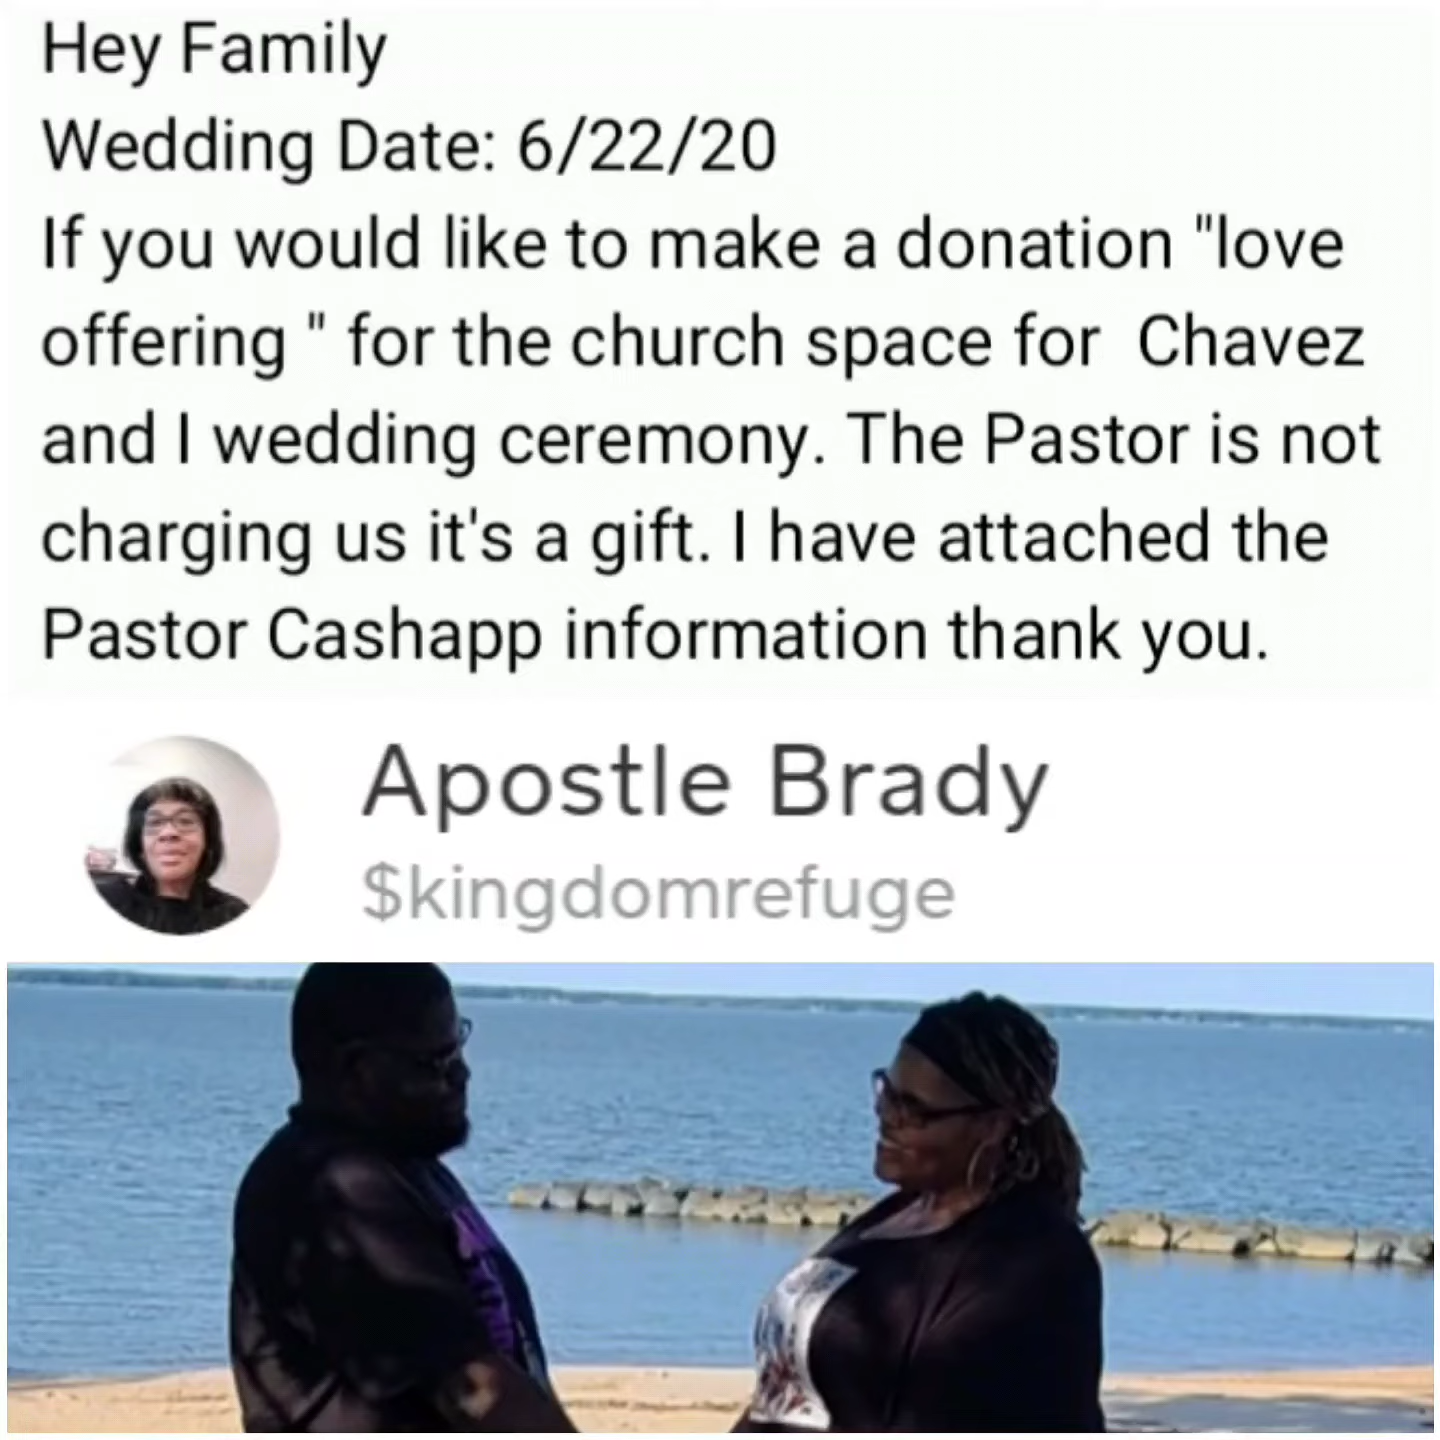 Hey Family
Wedding Date: 6/22/20
If you would like to make a donation "love
offering " for the church space for  Chavez
and I wedding ceremony. The Pastor is not
charging us it's a gift. I have attached the
Pastor Cashapp information thank you.
Apostle Brady
$kingdomrefuge